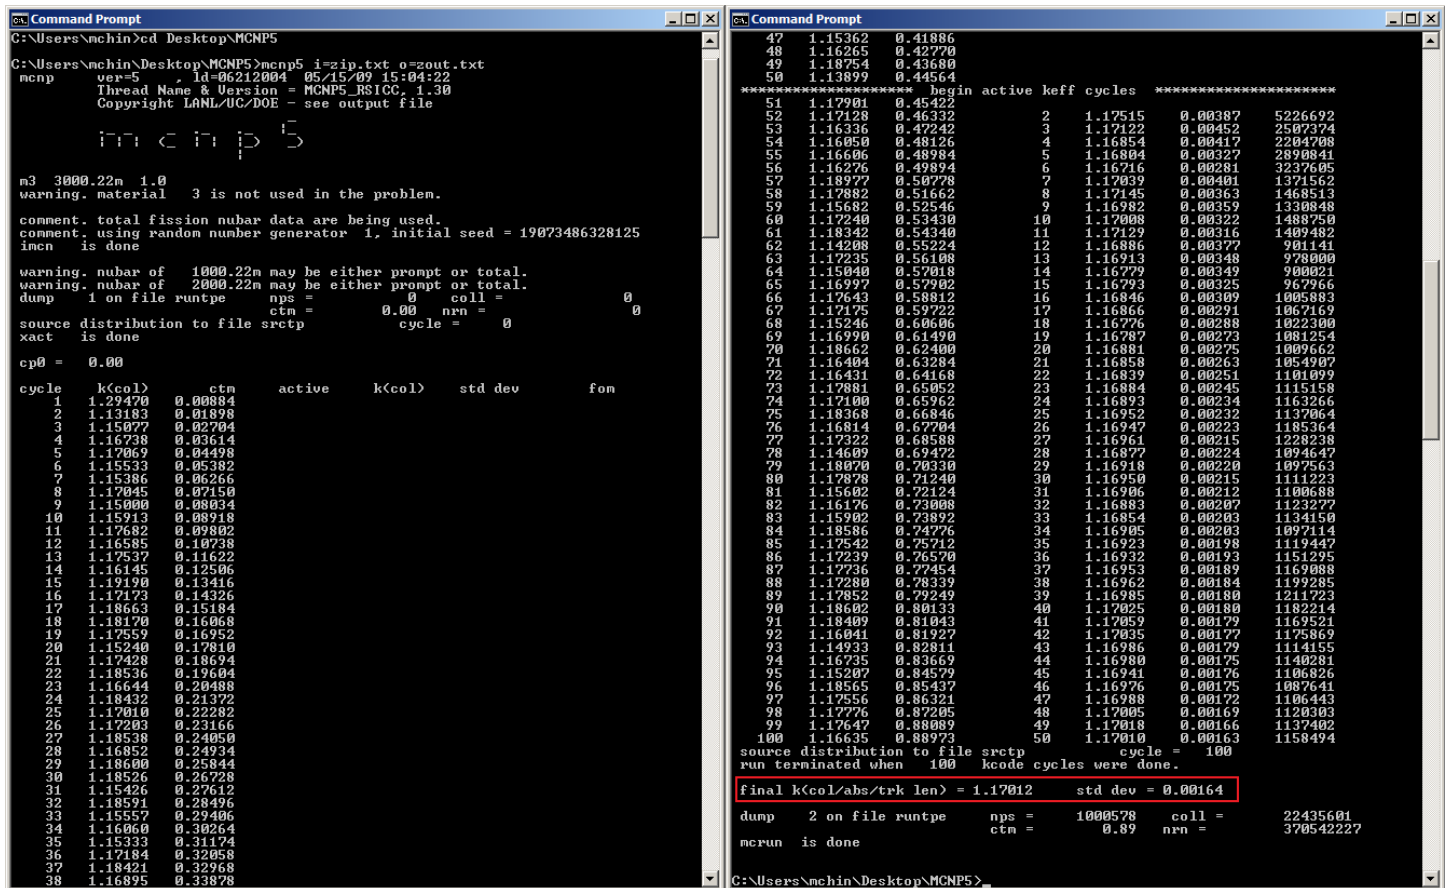 Command Prompt
C:\Users\mchin>cd Desktop\MCNP5
C:\Users\mchin\Desktop\MCNP5>mcnp5 i=zip.txt o=zout.txt
mcnp ver=5 , ld=06212004 05/15/09 15:04:22
Thread Name & Version = MCNP5_RSICC, 1.30
Copyright LANL/UC/DOE - see output file
m3 3000.22m 1.0
warning. material 3 is not used in the problem.
comment. total fission nubar data are being used.
comment. using random number generator 1, initial seed = 19073486328125
imcn is done
warning. nubar of 1000.22m may be either prompt or total.
warning. nubar of 2000.22m may be either prompt or total.
dump 1 on file runtpe nps = 0 coll = 0
ctm = 0.00 nrn = 0
source distribution to file srctp cycle = 0
xact is done
cp0 = 0.00
cycle k(col) ctm active k(col) std dev fom
1 1.29470 0.00884
2 1.13183 0.01898
3 1.15077 0.02704
4 1.16738 0.03614
5 1.17069 0.04498
6 1.15533 0.05382
7 1.15386 0.06266
8 1.17045 0.07150
9 1.15000 0.08034
10 1.15913 0.08918
11 1.17682 0.09802
12 1.16585 0.10738
13 1.17537 0.11622
14 1.16145 0.12506
15 1.19190 0.13416
16 1.17173 0.14326
17 1.18663 0.15184
18 1.18170 0.16068
19 1.17559 0.16952
20 1.15240 0.17810
21 1.17428 0.18694
22 1.18536 0.19604
23 1.16644 0.20488
24 1.18432 0.21372
25 1.17010 0.22282
26 1.17203 0.23166
27 1.18538 0.24050
28 1.16852 0.24934
29 1.18600 0.25844
30 1.18526 0.26728
31 1.15426 0.27612
32 1.18591 0.28496
33 1.15557 0.29406
34 1.16060 0.30264
35 1.15333 0.31174
36 1.17184 0.32058
37 1.18421 0.32968
38 1.16895 0.33878
Command Prompt
47 1.15362 0.41886
48 1.16265 0.42770
49 1.18754 0.43680
50 1.13899 0.44564
******************** begin active keff cycles *********************
51 1.17901 0.45422
52 1.17128 0.46332 2 1.17515 0.00387 5226692
53 1.16336 0.47242 3 1.17122 0.00452 2507374
54 1.16050 0.48126 4 1.16854 0.00417 2204708
55 1.16606 0.48984 5 1.16804 0.00327 2890841
56 1.16276 0.49894 6 1.16716 0.00281 3237605
57 1.18977 0.50778 7 1.17039 0.00401 1371562
58 1.17882 0.51662 8 1.17145 0.00363 1468513
59 1.15682 0.52546 9 1.16982 0.00359 1330848
60 1.17240 0.53430 10 1.17008 0.00322 1488750
61 1.18342 0.54340 11 1.17129 0.00316 1409482
62 1.14208 0.55224 12 1.16886 0.00377 901141
63 1.17235 0.56108 13 1.16913 0.00348 978000
64 1.15040 0.57018 14 1.16779 0.00349 900021
65 1.16997 0.57902 15 1.16793 0.00325 967966
66 1.17643 0.58812 16 1.16846 0.00309 1005883
67 1.17175 0.59722 17 1.16866 0.00291 1067169
68 1.15246 0.60606 18 1.16776 0.00288 1022300
69 1.16990 0.61490 19 1.16787 0.00273 1081254
70 1.18662 0.62400 20 1.16881 0.00275 1009662
71 1.16404 0.63284 21 1.16858 0.00263 1054907
72 1.16431 0.64168 22 1.16839 0.00251 1101099
73 1.17881 0.65052 23 1.16884 0.00245 1115158
74 1.17100 0.65962 24 1.16893 0.00234 1163266
75 1.18368 0.66846 25 1.16952 0.00232 1137064
76 1.16814 0.67704 26 1.16947 0.00223 1185364
77 1.17322 0.68588 27 1.16961 0.00215 1228238
78 1.14609 0.69472 28 1.16877 0.00224 1094647
79 1.18070 0.70330 29 1.16918 0.00220 1097563
80 1.17878 0.71240 30 1.16950 0.00215 1111223
81 1.15602 0.72124 31 1.16906 0.00212 1100688
82 1.16176 0.73008 32 1.16883 0.00207 1123277
83 1.15902 0.73892 33 1.16854 0.00203 1134150
84 1.18586 0.74776 34 1.16905 0.00203 1097114
85 1.17542 0.75712 35 1.16923 0.00198 1119447
86 1.17239 0.76570 36 1.16932 0.00193 1151295
87 1.17736 0.77454 37 1.16953 0.00189 1169088
88 1.17280 0.78339 38 1.16962 0.00184 1199285
89 1.17852 0.79249 39 1.16985 0.00180 1211723
90 1.18602 0.80133 40 1.17025 0.00180 1182214
91 1.18409 0.81043 41 1.17059 0.00179 1169521
92 1.16041 0.81927 42 1.17035 0.00177 1175869
93 1.14933 0.82811 43 1.16986 0.00179 1114155
94 1.16735 0.83669 44 1.16980 0.00175 1140281
95 1.15207 0.84579 45 1.16941 0.00176 1106826
96 1.18565 0.85437 46 1.16976 0.00175 1087641
97 1.17556 0.86321 47 1.16988 0.00172 1106443
98 1.17776 0.87205 48 1.17005 0.00169 1120303
99 1.17647 0.88089 49 1.17018 0.00166 1137402
100 1.16635 0.88973 50 1.17010 0.00163 1158494
source distribution to file srctp cycle = 100
run terminated when 100 kcode cycles were done.
final k(col/abs/trk len) = 1.17012 std dev = 0.00164
dump 2 on file runtpe nps = 1000578 coll = 22435601
ctm = 0.89 nrn = 370542227
mcrun is done
C:\Users\mchin\Desktop\MCNP5>_